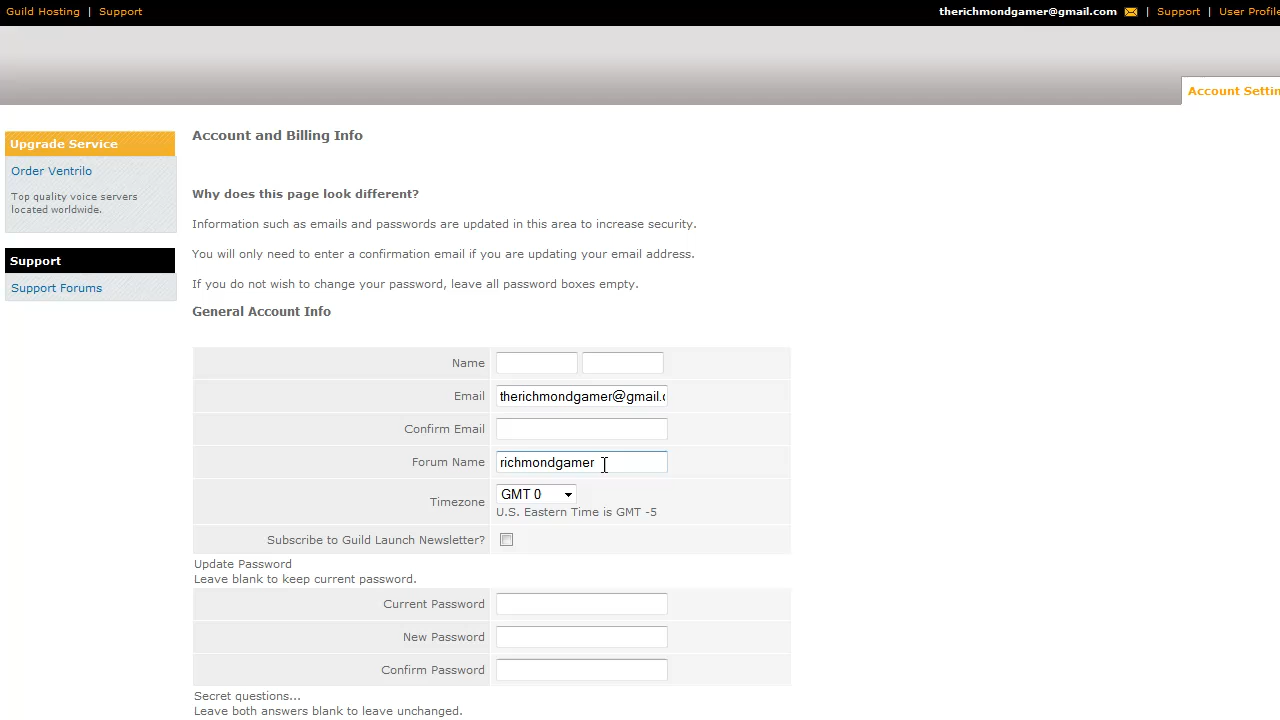 Guild Hosting | Support
therichmondgamer@gmail.com | Support | User Profile
Account Settin
Upgrade Service
Order Ventrilo
Top quality voice servers
located worldwide.
Support
Support Forums
Account and Billing Info
Why does this page look different?
Information such as emails and passwords are updated in this area to increase security.
You will only need to enter a confirmation email if you are updating your email address.
If you do not wish to change your password, leave all password boxes empty.
General Account Info
Name
Email therichmondgamer@gmail.c
Confirm Email
Forum Name richmondgamer
Timezone GMT 0
U.S. Eastern Time is GMT -5
Subscribe to Guild Launch Newsletter?
Update Password
Leave blank to keep current password.
Current Password
New Password
Confirm Password
Secret questions...
Leave both answers blank to leave unchanged.